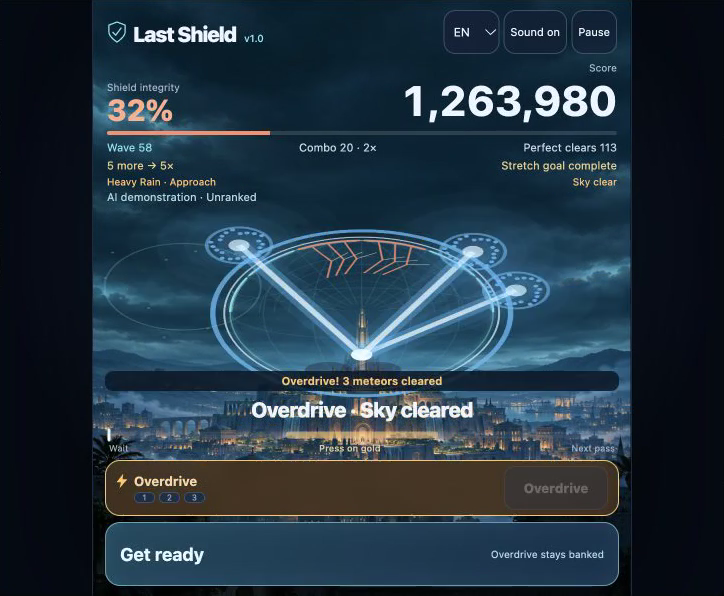 Last Shield v1.0
EN
Sound on
Pause
Score
1,263,980
Shield integrity
32%
Wave 58
Combo 20 · 2×
Perfect clears 113
5 more → 5×
Stretch goal complete
Heavy Rain · Approach
Sky clear
AI demonstration · Unranked
Overdrive! 3 meteors cleared
Overdrive · Sky cleared
Wait
Press on gold
Next pass
Overdrive
1 2 3
Overdrive
Get ready
Overdrive stays banked